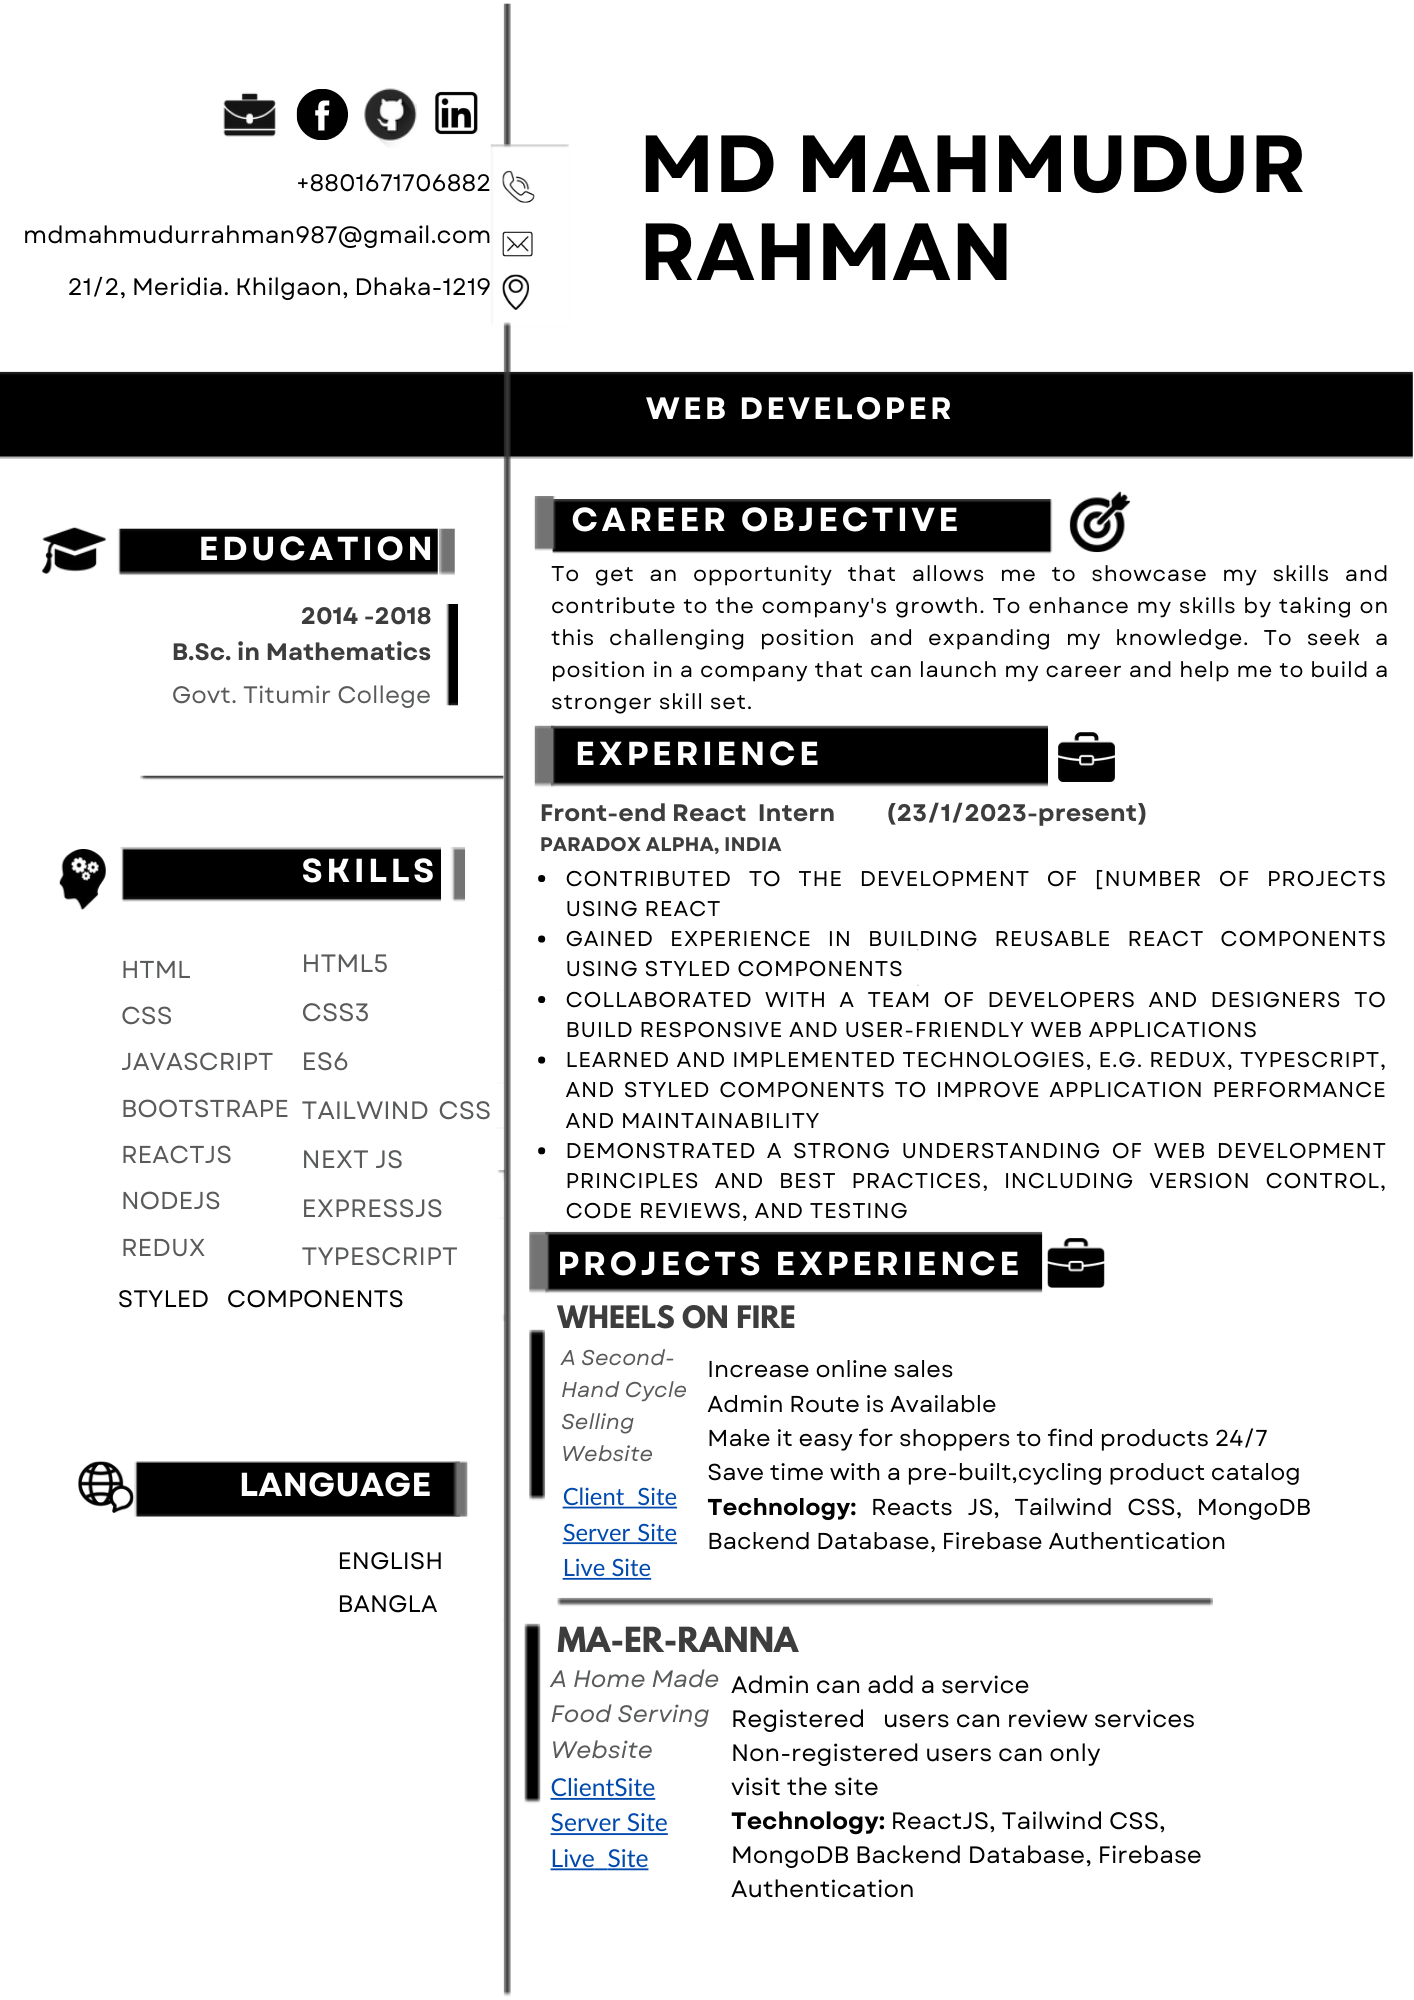 +8801671706882
mdmahmudurrahman987@gmail.com
21/2, Meridia. Khilgaon, Dhaka-1219
MD MAHMUDUR
RAHMAN
WEB DEVELOPER
EDUCATION
2014 -2018
B.Sc. in Mathematics
Govt. Titumir College
SKILLS
HTML
CSS
JAVASCRIPT
BOOTSTRAPE
REACTJS
NODEJS
REDUX
HTML5
CSS3
ES6
TAILWIND CSS
NEXT JS
EXPRESSJS
TYPESCRIPT
STYLED COMPONENTS
LANGUAGE
ENGLISH
BANGLA
CAREER OBJECTIVE
To get an opportunity that allows me to showcase my skills and
contribute to the company's growth. To enhance my skills by taking on
this challenging position and expanding my knowledge. To seek a
position in a company that can launch my career and help me to build a
stronger skill set.
EXPERIENCE
Front-end React Intern (23/1/2023-present)
PARADOX ALPHA, INDIA
• CONTRIBUTED TO THE DEVELOPMENT OF [NUMBER OF PROJECTS
USING REACT
• GAINED EXPERIENCE IN BUILDING REUSABLE REACT COMPONENTS
USING STYLED COMPONENTS
• COLLABORATED WITH A TEAM OF DEVELOPERS AND DESIGNERS TO
BUILD RESPONSIVE AND USER-FRIENDLY WEB APPLICATIONS
• LEARNED AND IMPLEMENTED TECHNOLOGIES, E.G. REDUX, TYPESCRIPT,
AND STYLED COMPONENTS TO IMPROVE APPLICATION PERFORMANCE
AND MAINTAINABILITY
• DEMONSTRATED A STRONG UNDERSTANDING OF WEB DEVELOPMENT
PRINCIPLES AND BEST PRACTICES, INCLUDING VERSION CONTROL,
CODE REVIEWS, AND TESTING
PROJECTS EXPERIENCE
WHEELS ON FIRE
A Second-
Hand Cycle
Selling
Website
Client Site
Server Site
Live Site
Increase online sales
Admin Route is Available
Make it easy for shoppers to find products 24/7
Save time with a pre-built,cycling product catalog
Technology: Reacts JS, Tailwind CSS, MongoDB
Backend Database, Firebase Authentication
MA-ER-RANNA
A Home Made
Food Serving
Website
ClientSite
Server Site
Live Site
Admin can add a service
Registered users can review services
Non-registered users can only
visit the site
Technology: ReactJS, Tailwind CSS,
MongoDB Backend Database, Firebase
Authentication